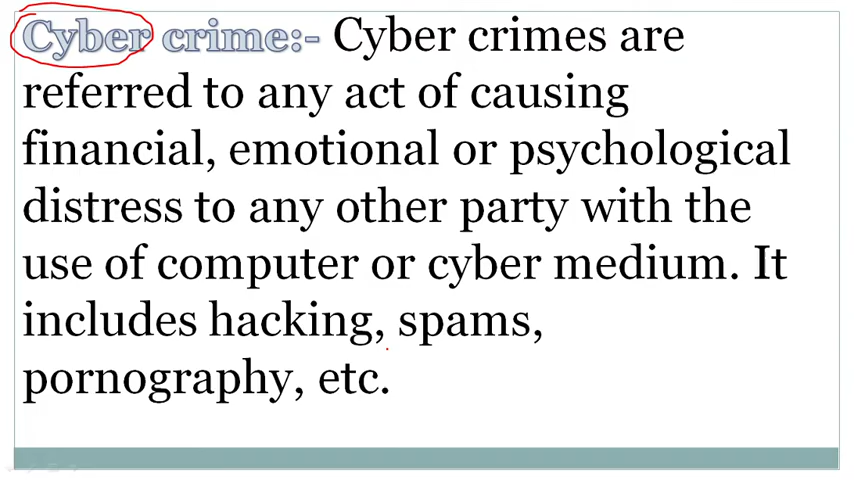 Cyber crime:- Cyber crimes are
referred to any act of causing
financial, emotional or psychological
distress to any other party with the
use of computer or cyber medium. It
includes hacking, spams,
pornography, etc.